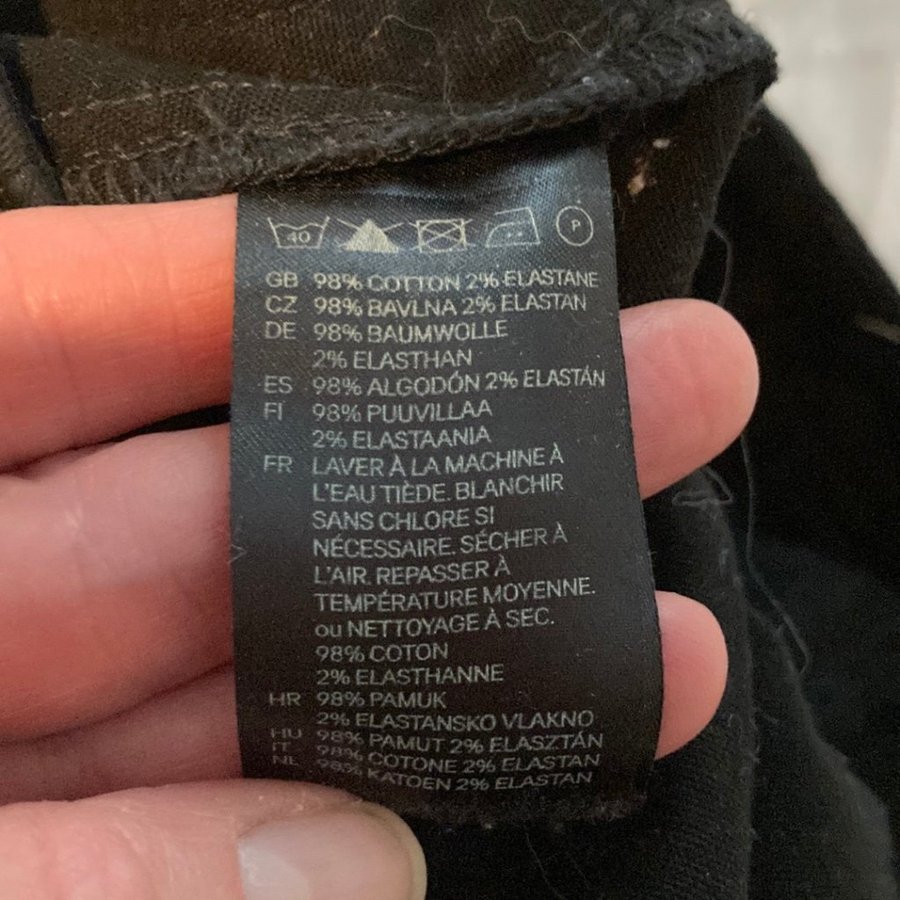 40 P
GB 98% COTTON 2% ELASTANE
CZ 98% BAVLNA 2% ELASTAN
DE 98% BAUMWOLLE
2% ELASTHAN
ES 98% ALGODÓN 2% ELASTÁN
FI 98% PUUVILLAA
2% ELASTAANIA
FR LAVER À LA MACHINE À
L'EAU TIÈDE. BLANCHIR
SANS CHLORE SI
NÉCESSAIRE. SÉCHER À
L'AIR. REPASSER À
TEMPÉRATURE MOYENNE.
ou NETTOYAGE À SEC.
98% COTON
2% ELASTHANNE
HR 98% PAMUK
2% ELASTANSKO VLAKNO
HU 98% PAMUT 2% ELASZTÁN
IT 98% COTONE 2% ELASTAN
NL 98% KATOEN 2% ELASTAN